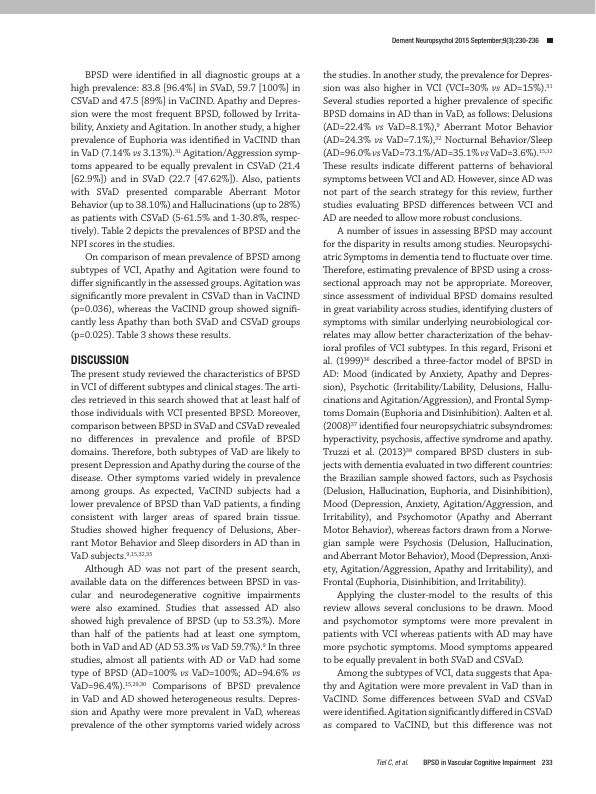 Dement Neuropsychol 2015 September;9(3):230-236
BPSD were identified in all diagnostic groups at a
high prevalence: 83.8 [96.4%] in SVaD, 59.7 [100%] in
CSVaD and 47.5 [89%] in VaCIND. Apathy and Depres-
sion were the most frequent BPSD, followed by Irrita-
bility, Anxiety and Agitation. In another study, a higher
prevalence of Euphoria was identified in VaCIND than
in VaD (7.14% vs 3.13%).³¹ Agitation/Aggression symp-
toms appeared to be equally prevalent in CSVaD (21.4
[62.9%]) and in SVaD (22.7 [47.62%]). Also, patients
with SVaD presented comparable Aberrant Motor
Behavior (up to 38.10%) and Hallucinations (up to 28%)
as patients with CSVaD (5-61.5% and 1-30.8%, respec-
tively). Table 2 depicts the prevalences of BPSD and the
NPI scores in the studies.
On comparison of mean prevalence of BPSD among
subtypes of VCI, Apathy and Agitation were found to
differ significantly in the assessed groups. Agitation was
significantly more prevalent in CSVaD than in VaCIND
(p=0.036), whereas the VaCIND group showed signifi-
cantly less Apathy than both SVaD and CSVaD groups
(p=0.025). Table 3 shows these results.
DISCUSSION
The present study reviewed the characteristics of BPSD
in VCI of different subtypes and clinical stages. The arti-
cles retrieved in this search showed that at least half of
those individuals with VCI presented BPSD. Moreover,
comparison between BPSD in SVaD and CSVaD revealed
no differences in prevalence and profile of BPSD
domains. Therefore, both subtypes of VaD are likely to
present Depression and Apathy during the course of the
disease. Other symptoms varied widely in prevalence
among groups. As expected, VaCIND subjects had a
lower prevalence of BPSD than VaD patients, a finding
consistent with larger areas of spared brain tissue.
Studies showed higher frequency of Delusions, Aber-
rant Motor Behavior and Sleep disorders in AD than in
VaD subjects.⁹,¹⁵,³²,³⁵
Although AD was not part of the present search,
available data on the differences between BPSD in vas-
cular and neurodegenerative cognitive impairments
were also examined. Studies that assessed AD also
showed high prevalence of BPSD (up to 53.3%). More
than half of the patients had at least one symptom,
both in VaD and AD (AD 53.3% vs VaD 59.7%).⁹ In three
studies, almost all patients with AD or VaD had some
type of BPSD (AD=100% vs VaD=100%; AD=94.6% vs
VaD=96.4%).¹⁵,²⁹,³⁰ Comparisons of BPSD prevalence
in VaD and AD showed heterogeneous results. Depres-
sion and Apathy were more prevalent in VaD, whereas
prevalence of the other symptoms varied widely across
the studies. In another study, the prevalence for Depres-
sion was also higher in VCI (VCI=30% vs AD=15%).³¹
Several studies reported a higher prevalence of specific
BPSD domains in AD than in VaD, as follows: Delusions
(AD=22.4% vs VaD=8.1%),⁹ Aberrant Motor Behavior
(AD=24.3% vs VaD=7.1%),³² Nocturnal Behavior/Sleep
(AD=96.0% vs VaD=73.1%/AD=35.1% vs VaD=3.6%).¹⁵,³²
These results indicate different patterns of behavioral
symptoms between VCI and AD. However, since AD was
not part of the search strategy for this review, further
studies evaluating BPSD differences between VCI and
AD are needed to allow more robust conclusions.
A number of issues in assessing BPSD may account
for the disparity in results among studies. Neuropsychi-
atric Symptoms in dementia tend to fluctuate over time.
Therefore, estimating prevalence of BPSD using a cross-
sectional approach may not be appropriate. Moreover,
since assessment of individual BPSD domains resulted
in great variability across studies, identifying clusters of
symptoms with similar underlying neurobiological cor-
relates may allow better characterization of the behav-
ioral profiles of VCI subtypes. In this regard, Frisoni et
al. (1999)³⁶ described a three-factor model of BPSD in
AD: Mood (indicated by Anxiety, Apathy and Depres-
sion), Psychotic (Irritability/Lability, Delusions, Hallu-
cinations and Agitation/Aggression), and Frontal Symp-
toms Domain (Euphoria and Disinhibition). Aalten et al.
(2008)³⁷ identified four neuropsychiatric subsyndromes:
hyperactivity, psychosis, affective syndrome and apathy.
Truzzi et al. (2013)³⁸ compared BPSD clusters in sub-
jects with dementia evaluated in two different countries:
the Brazilian sample showed factors, such as Psychosis
(Delusion, Hallucination, Euphoria, and Disinhibition),
Mood (Depression, Anxiety, Agitation/Aggression, and
Irritability), and Psychomotor (Apathy and Aberrant
Motor Behavior), whereas factors drawn from a Norwe-
gian sample were Psychosis (Delusion, Hallucination,
and Aberrant Motor Behavior), Mood (Depression, Anxi-
ety, Agitation/Aggression, Apathy and Irritability), and
Frontal (Euphoria, Disinhibition, and Irritability).
Applying the cluster-model to the results of this
review allows several conclusions to be drawn. Mood
and psychomotor symptoms were more prevalent in
patients with VCI whereas patients with AD may have
more psychotic symptoms. Mood symptoms appeared
to be equally prevalent in both SVaD and CSVaD.
Among the subtypes of VCI, data suggests that Apa-
thy and Agitation were more prevalent in VaD than in
VaCIND. Some differences between SVaD and CSVaD
were identified. Agitation significantly differed in CSVaD
as compared to VaCIND, but this difference was not
Tiel C, et al. BPSD in Vascular Cognitive Impairment 233